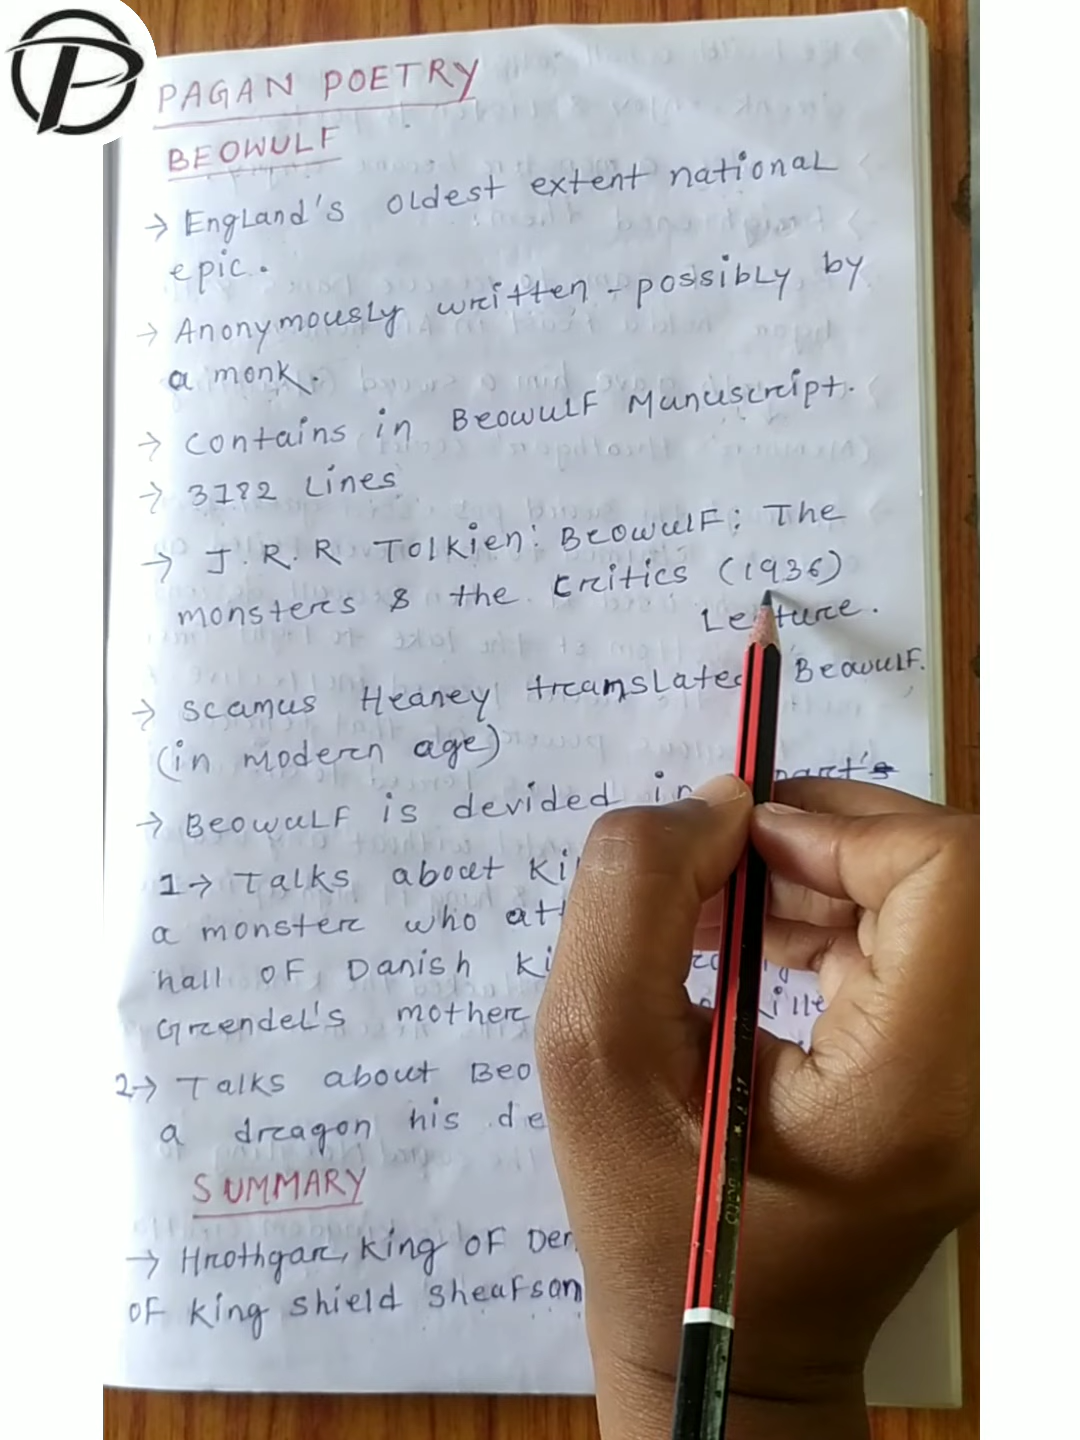 PAGAN POETRY
BEOWULF
→ England's oldest extent national
epic.
→ Anonymously written - possibly by
a monk.
→ contains in Beowulf Manuscript.
→ 3182 Lines
→ J.R.R Tolkien: Beowulf: The
monsters & the critics (1936)
→ Seamus Heaney translated Beowulf.
(in modern age)
→ Beowulf is devided in
1→ Talks about
a monster who
hall of Danish
Grendel's mother
2→ Talks about
a dragon his
SUMMARY
→ Hrothgar, king of
of king shield sheafson